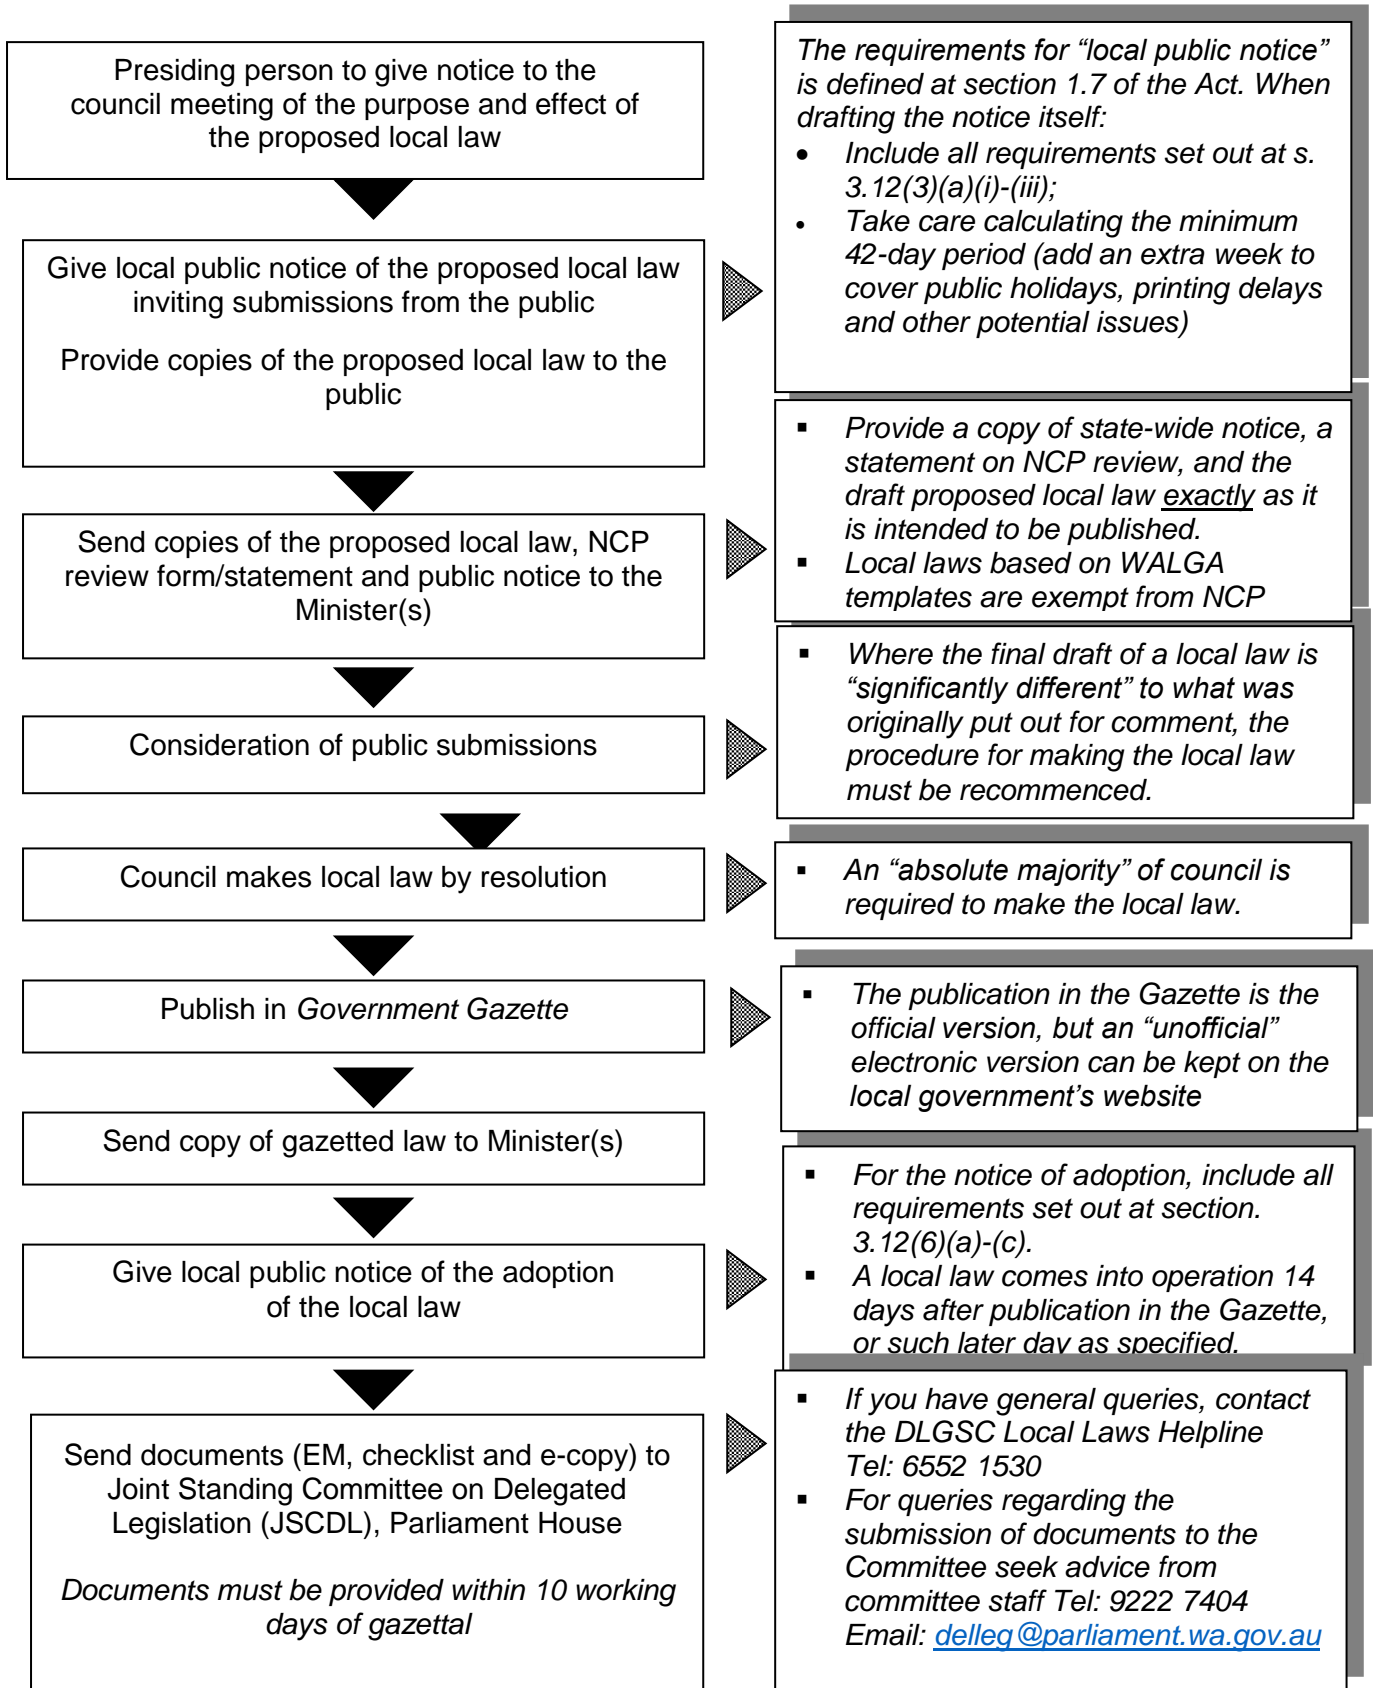 Presiding person to give notice to the
council meeting of the purpose and effect of
the proposed local law
The requirements for “local public notice”
is defined at section 1.7 of the Act. When
drafting the notice itself:
• Include all requirements set out at s.
3.12(3)(a)(i)-(iii);
• Take care calculating the minimum
42-day period (add an extra week to
cover public holidays, printing delays
and other potential issues)
Give local public notice of the proposed local law
inviting submissions from the public
Provide copies of the proposed local law to the
public
▪ Provide a copy of state-wide notice, a
statement on NCP review, and the
draft proposed local law exactly as it
is intended to be published.
▪ Local laws based on WALGA
templates are exempt from NCP
Send copies of the proposed local law, NCP
review form/statement and public notice to the
Minister(s)
▪ Where the final draft of a local law is
“significantly different” to what was
originally put out for comment, the
procedure for making the local law
must be recommenced.
Consideration of public submissions
Council makes local law by resolution
▪ An “absolute majority” of council is
required to make the local law.
Publish in Government Gazette
▪ The publication in the Gazette is the
official version, but an “unofficial”
electronic version can be kept on the
local government’s website
Send copy of gazetted law to Minister(s)
Give local public notice of the adoption
of the local law
▪ For the notice of adoption, include all
requirements set out at section.
3.12(6)(a)-(c).
▪ A local law comes into operation 14
days after publication in the Gazette,
or such later day as specified.
Send documents (EM, checklist and e-copy) to
Joint Standing Committee on Delegated
Legislation (JSCDL), Parliament House
Documents must be provided within 10 working
days of gazettal
▪ If you have general queries, contact
the DLGSC Local Laws Helpline
Tel: 6552 1530
▪ For queries regarding the
submission of documents to the
Committee seek advice from
committee staff Tel: 9222 7404
Email: delleg@parliament.wa.gov.au